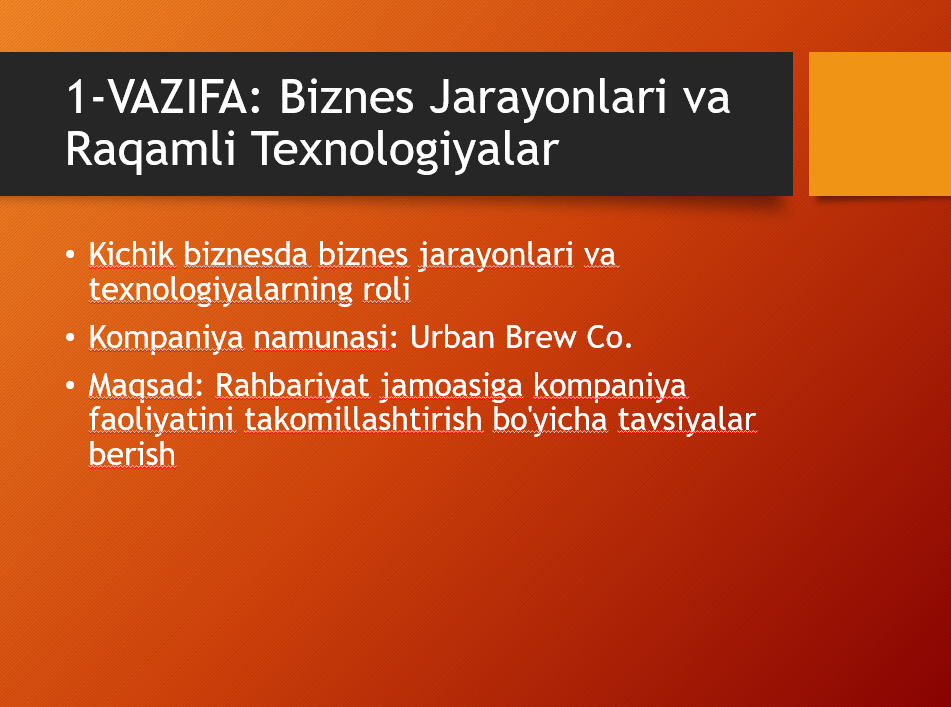 1-VAZIFA: Biznes Jarayonlari va
Raqamli Texnologiyalar
• Kichik biznesda biznes jarayonlari va
texnologiyalarning roli
• Kompaniya namunasi: Urban Brew Co.
• Maqsad: Rahbariyat jamoasiga kompaniya
faoliyatini takomillashtirish bo'yicha tavsiyalar
berish